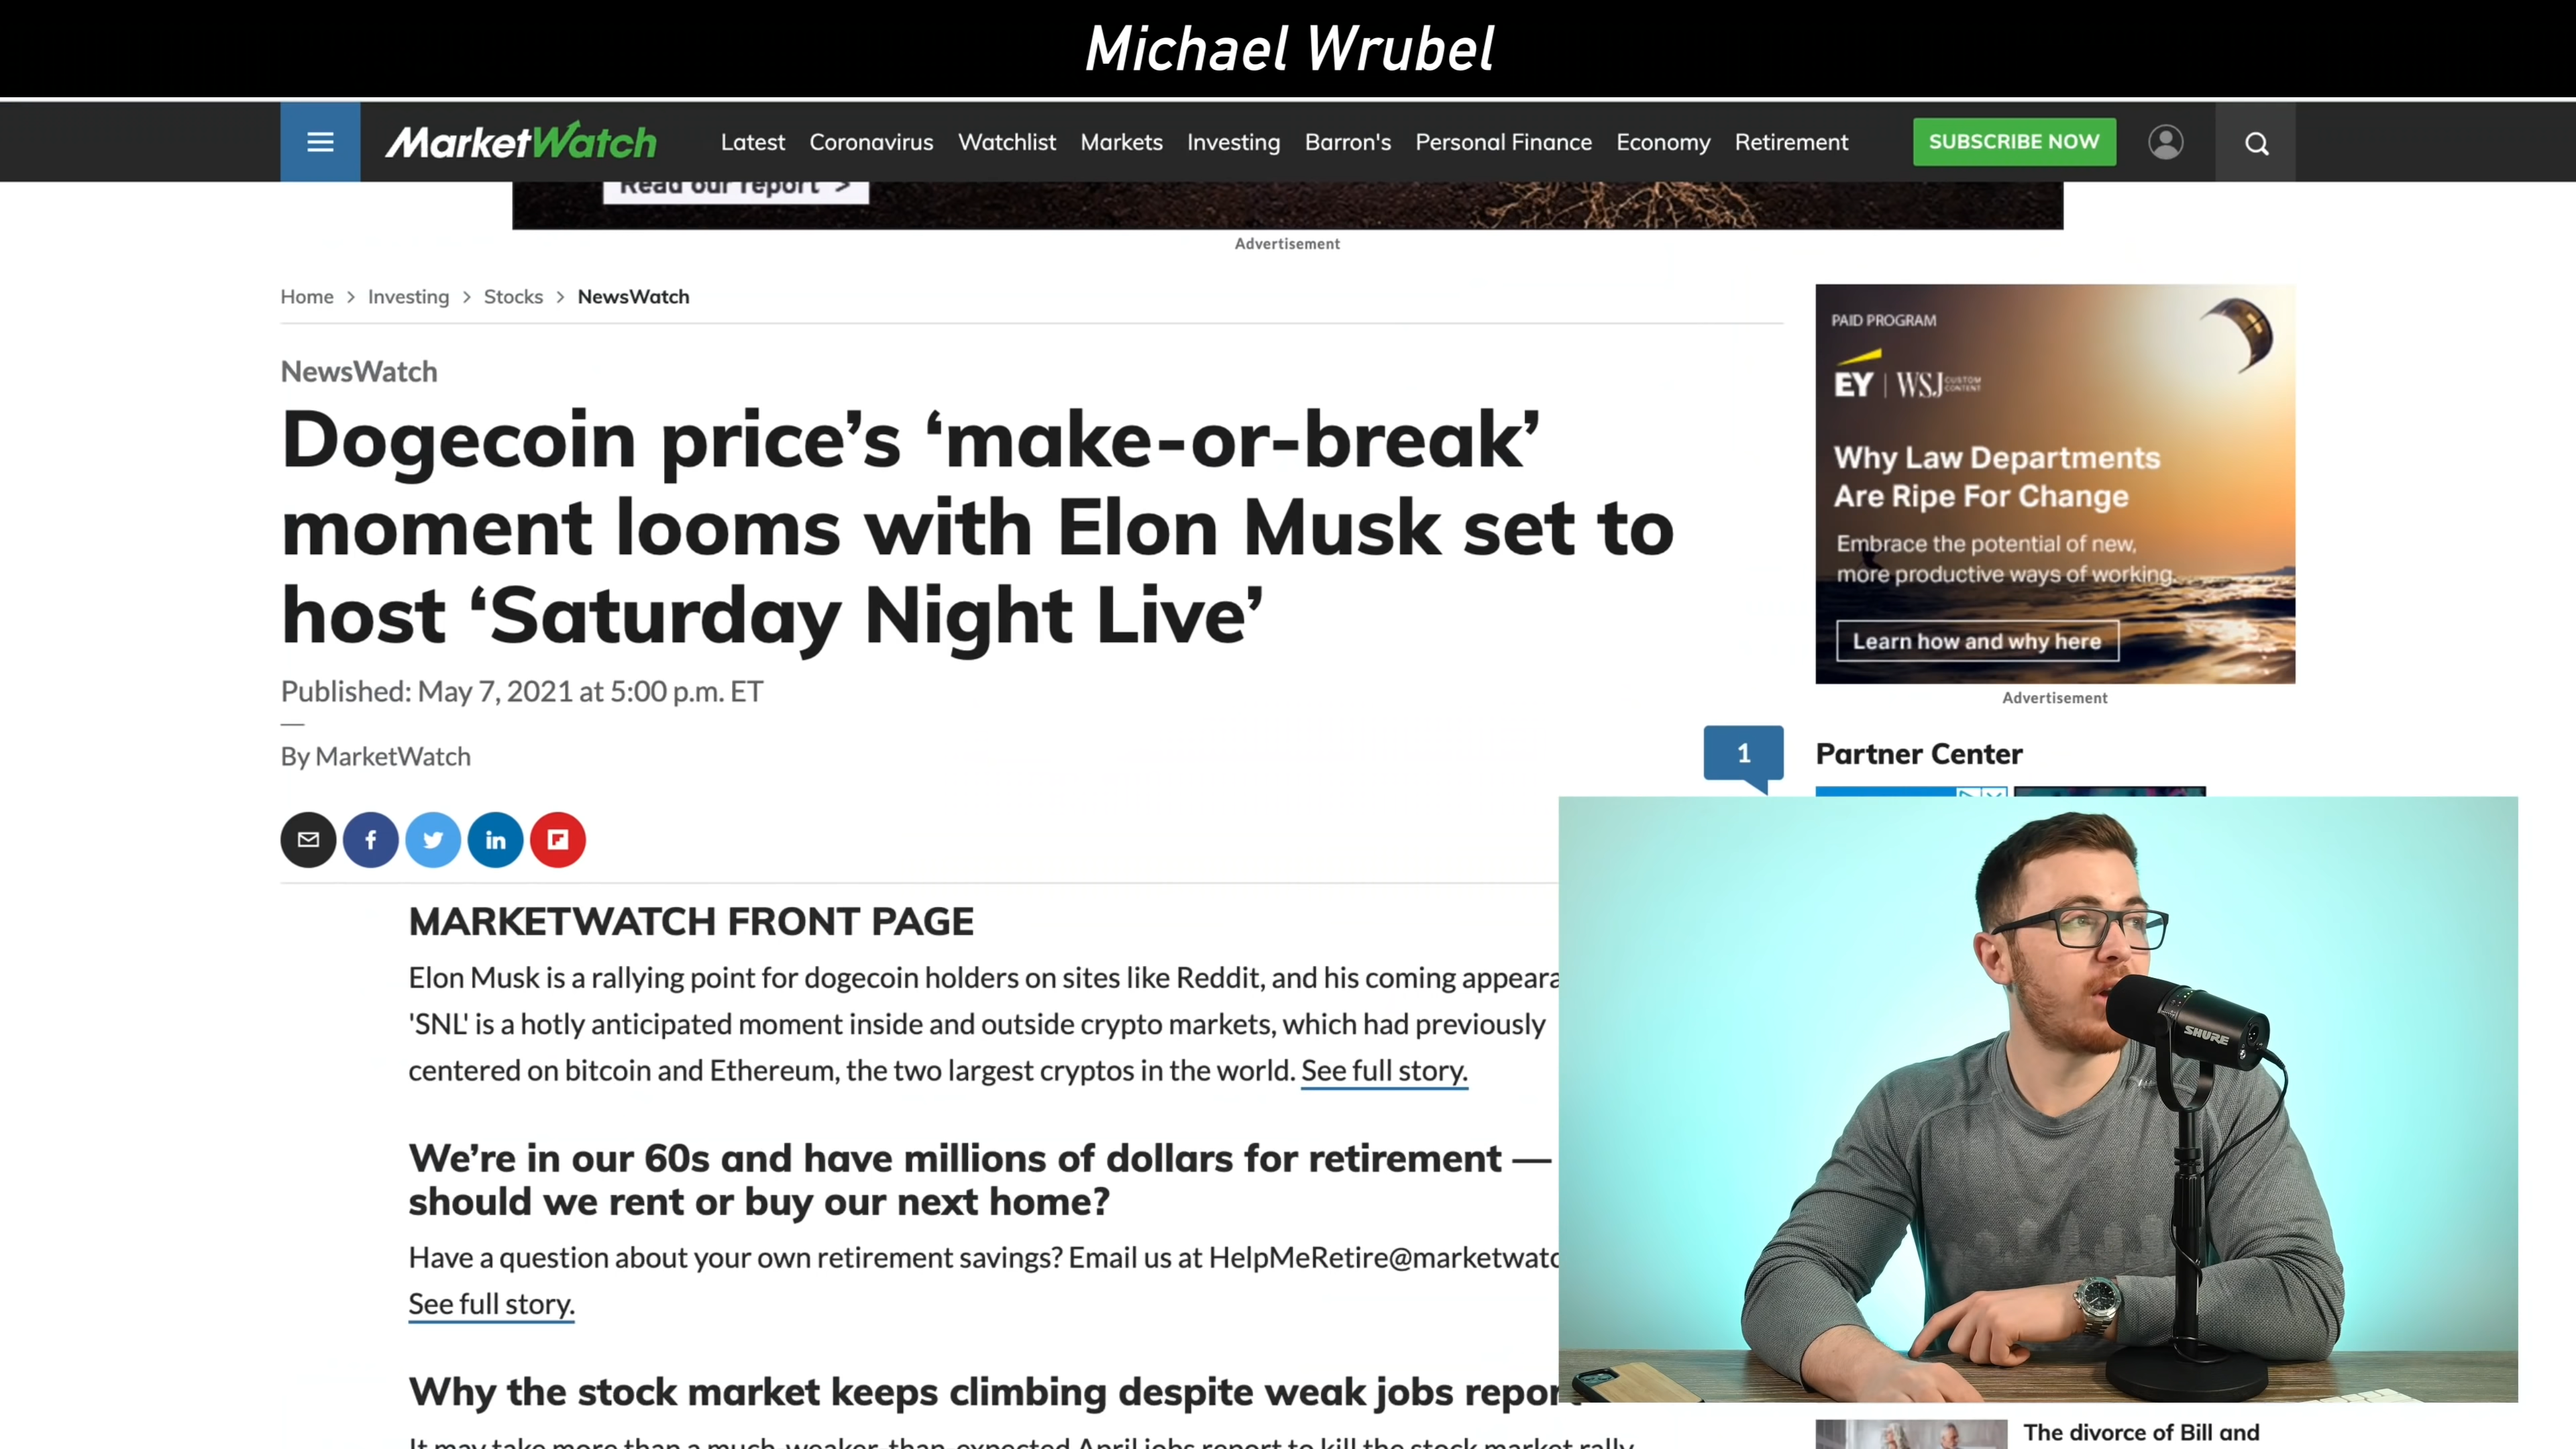 Michael Wrubel
MarketWatch
Latest Coronavirus Watchlist Markets Investing Barron's Personal Finance Economy Retirement
SUBSCRIBE NOW
Read our report >
Advertisement
Home > Investing > Stocks > NewsWatch
NewsWatch
Dogecoin price’s ‘make-or-break’
moment looms with Elon Musk set to
host ‘Saturday Night Live’
Published: May 7, 2021 at 5:00 p.m. ET
By MarketWatch
1
MARKETWATCH FRONT PAGE
Elon Musk is a rallying point for dogecoin holders on sites like Reddit, and his coming appeara
'SNL' is a hotly anticipated moment inside and outside crypto markets, which had previously
centered on bitcoin and Ethereum, the two largest cryptos in the world. See full story.
We’re in our 60s and have millions of dollars for retirement —
should we rent or buy our next home?
Have a question about your own retirement savings? Email us at HelpMeRetire@marketwatc
See full story.
Why the stock market keeps climbing despite weak jobs repor
It may take more than a much-weaker-than-expected April jobs report to kill the stock market rally
PAID PROGRAM
EY | WSJ CUSTOM CONTENT
Why Law Departments
Are Ripe For Change
Embrace the potential of new,
more productive ways of working.
Learn how and why here
Advertisement
Partner Center
SHURE
The divorce of Bill and